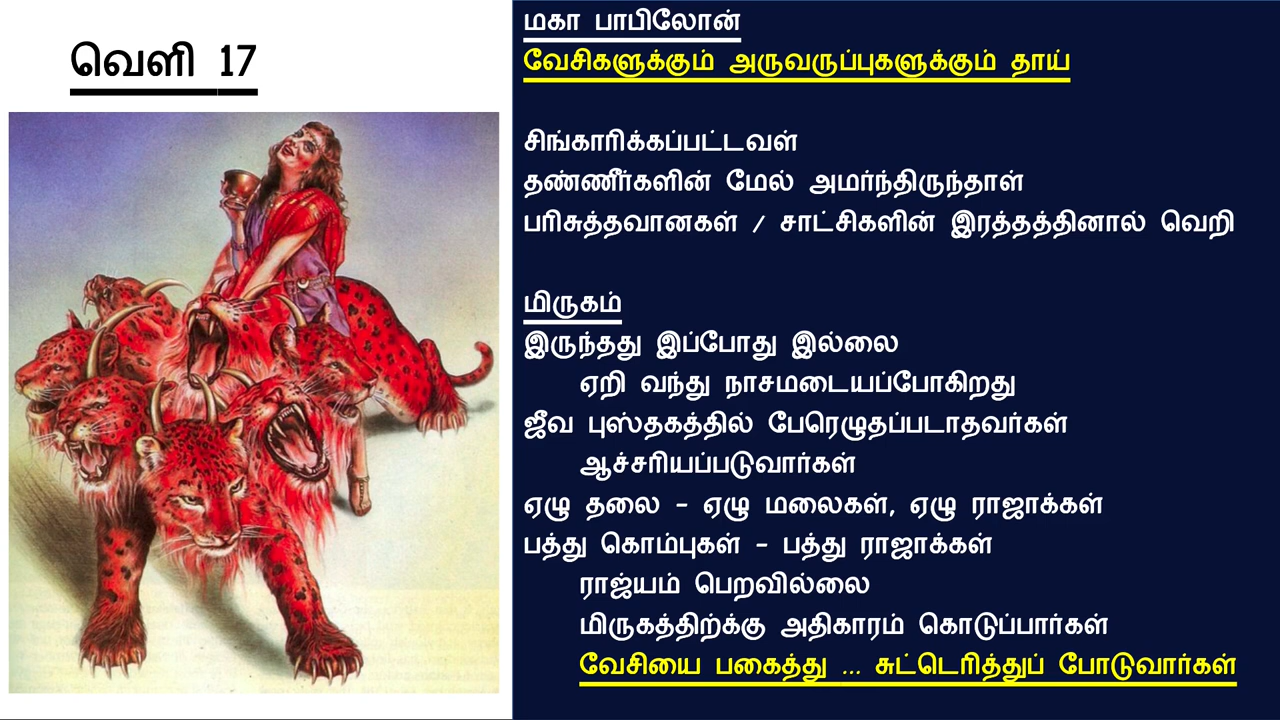 வெளி 17
மகா பாபிலோன்
வேசிகளுக்கும் அருவருப்புகளுக்கும் தாய்
சிங்காரிக்கப்பட்டவள்
தண்ணீர்களின் மேல் அமர்ந்திருந்தாள்
பரிசுத்தவானகள் / சாட்சிகளின் இரத்தத்தினால் வெறி
மிருகம்
இருந்தது இப்போது இல்லை
ஏறி வந்து நாசமடையப்போகிறது
ஜீவ புஸ்தகத்தில் பேரெழுதப்படாதவர்கள்
ஆச்சரியப்படுவார்கள்
ஏழு தலை – ஏழு மலைகள், ஏழு ராஜாக்கள்
பத்து கொம்புகள் – பத்து ராஜாக்கள்
ராஜ்யம் பெறவில்லை
மிருகத்திற்க்கு அதிகாரம் கொடுப்பார்கள்
வேசியை பகைத்து ... சுட்டெரித்துப் போடுவார்கள்